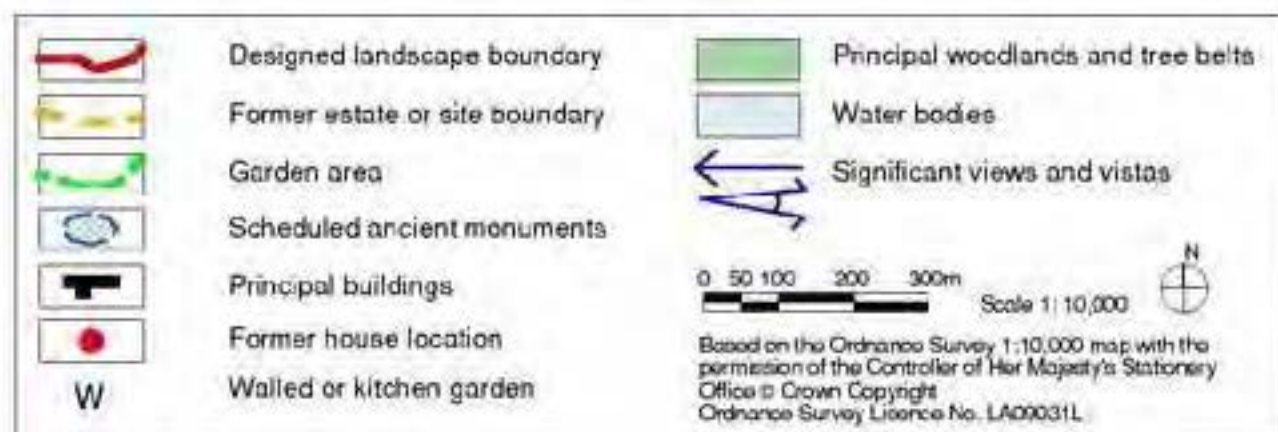 Designed landscape boundary
Former estate or site boundary
Garden area
Scheduled ancient monuments
Principal buildings
Former house location
W Walled or kitchen garden
Principal woodlands and tree belts
Water bodies
Significant views and vistas
N
0 50 100 200 300m
Scale 1:10,000
Based on the Ordnance Survey 1:10,000 map with the
permission of the Controller of Her Majesty's Stationery
Office © Crown Copyright
Ordnance Survey Licence No. LA09031L